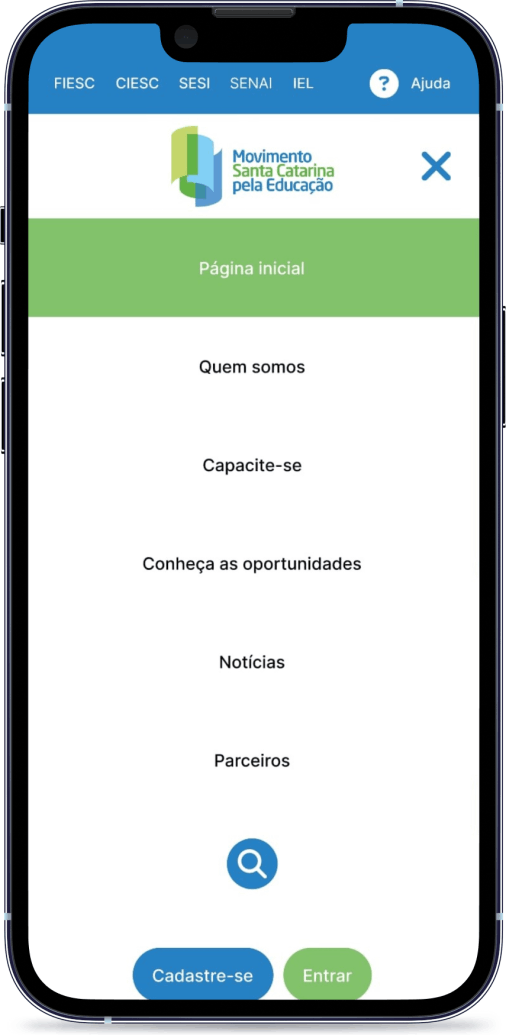 FIESC CIESC SESI SENAI IEL ? Ajuda
Movimento
Santa Catarina
pela Educação
Página inicial
Quem somos
Capacite-se
Conheça as oportunidades
Notícias
Parceiros
Cadastre-se Entrar